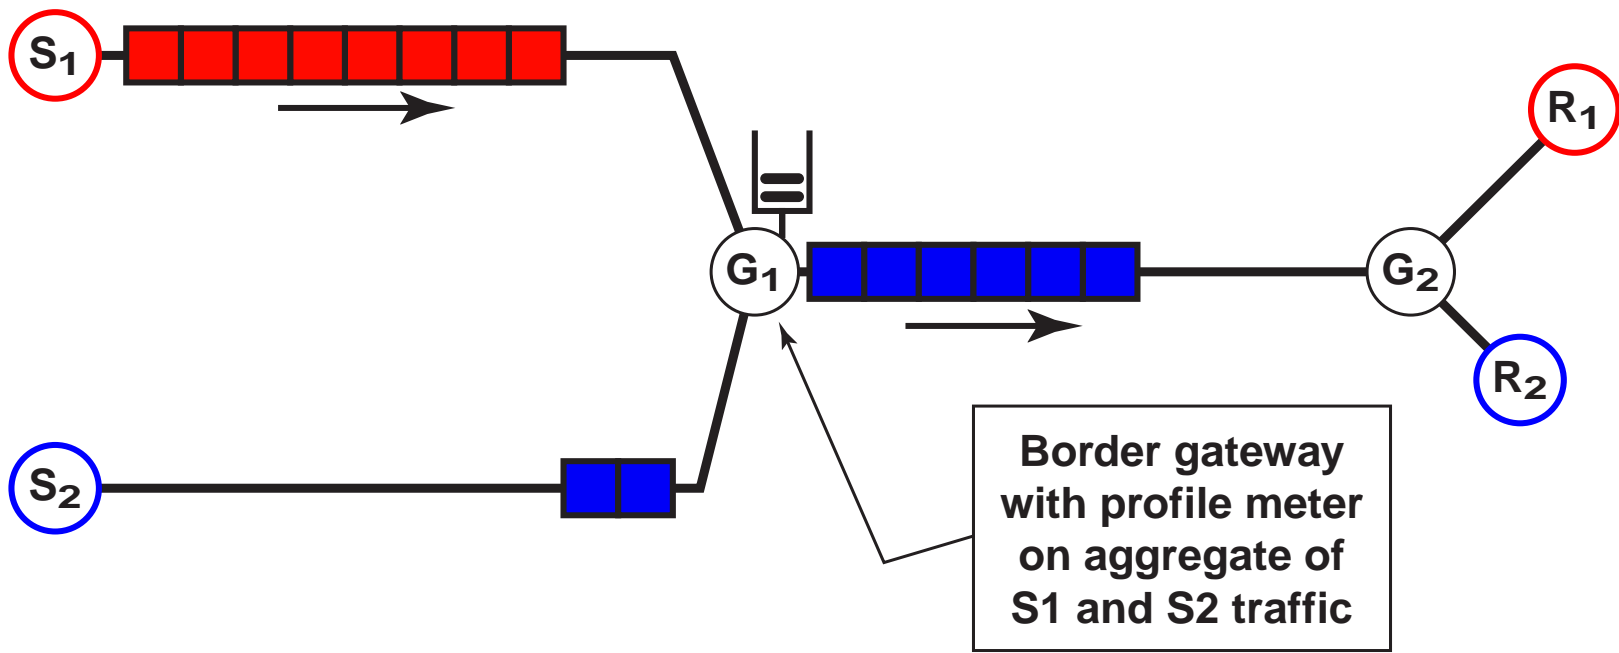 S1
R1
G1
G2
R2
S2
Border gateway
with profile meter
on aggregate of
S1 and S2 traffic